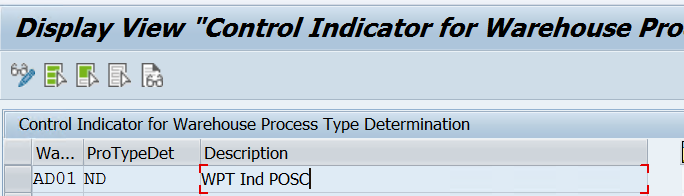 Display View "Control Indicator for Warehouse Pro
Control Indicator for Warehouse Process Type Determination
Wa... ProTypeDet Description
AD01 ND WPT Ind POSC